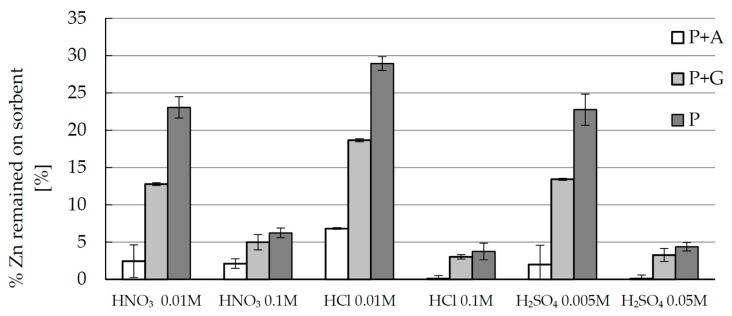 35
30
25
20
15
10
5
0
% Zn remained on sorbent
[%]
P+A
P+G
P
HNO₃ 0.01M
HNO₃ 0.1M
HCl 0.01M
HCl 0.1M
H₂SO₄ 0.005M
H₂SO₄ 0.05M